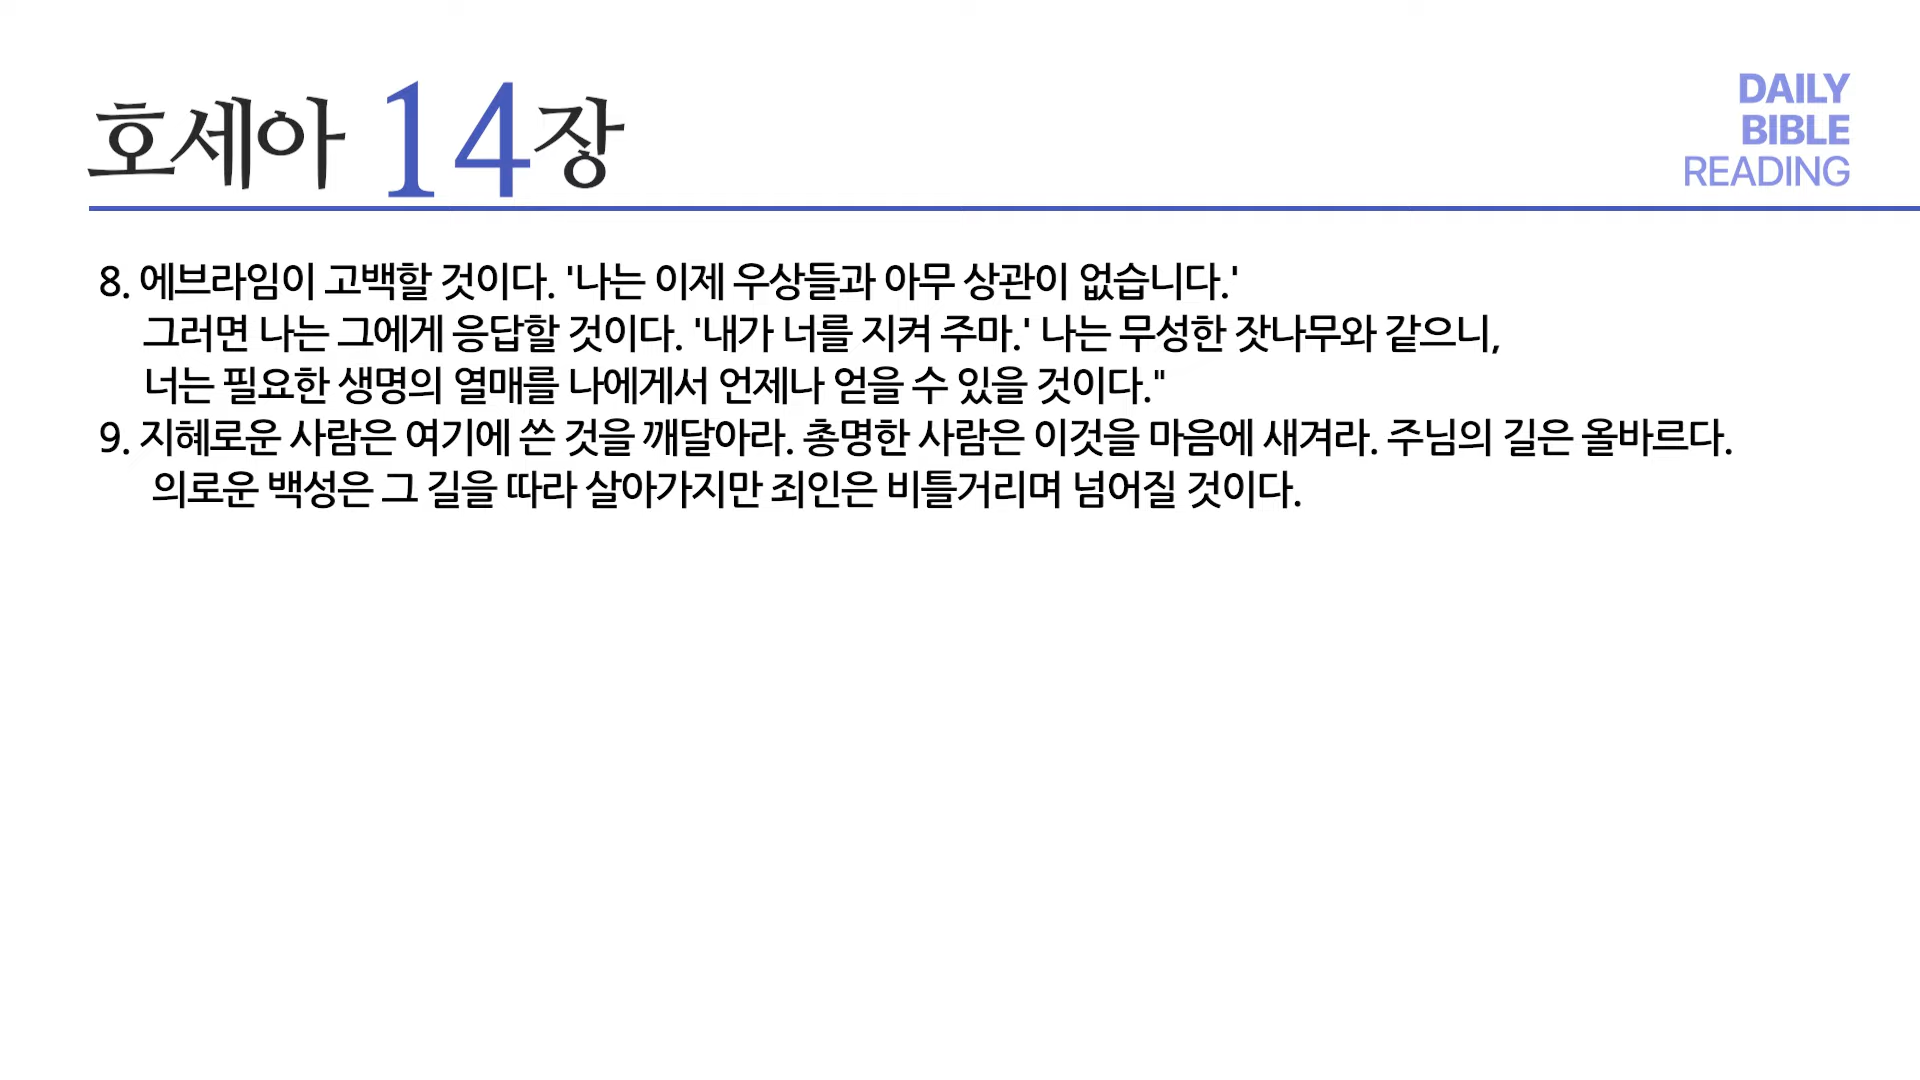 호세아 14장
DAILY
BIBLE
READING
8. 에브라임이 고백할 것이다. '나는 이제 우상들과 아무 상관이 없습니다.'
그러면 나는 그에게 응답할 것이다. '내가 너를 지켜 주마.' 나는 무성한 잣나무와 같으니,
너는 필요한 생명의 열매를 나에게서 언제나 얻을 수 있을 것이다."
9. 지혜로운 사람은 여기에 쓴 것을 깨달아라. 총명한 사람은 이것을 마음에 새겨라. 주님의 길은 올바르다.
의로운 백성은 그 길을 따라 살아가지만 죄인은 비틀거리며 넘어질 것이다.